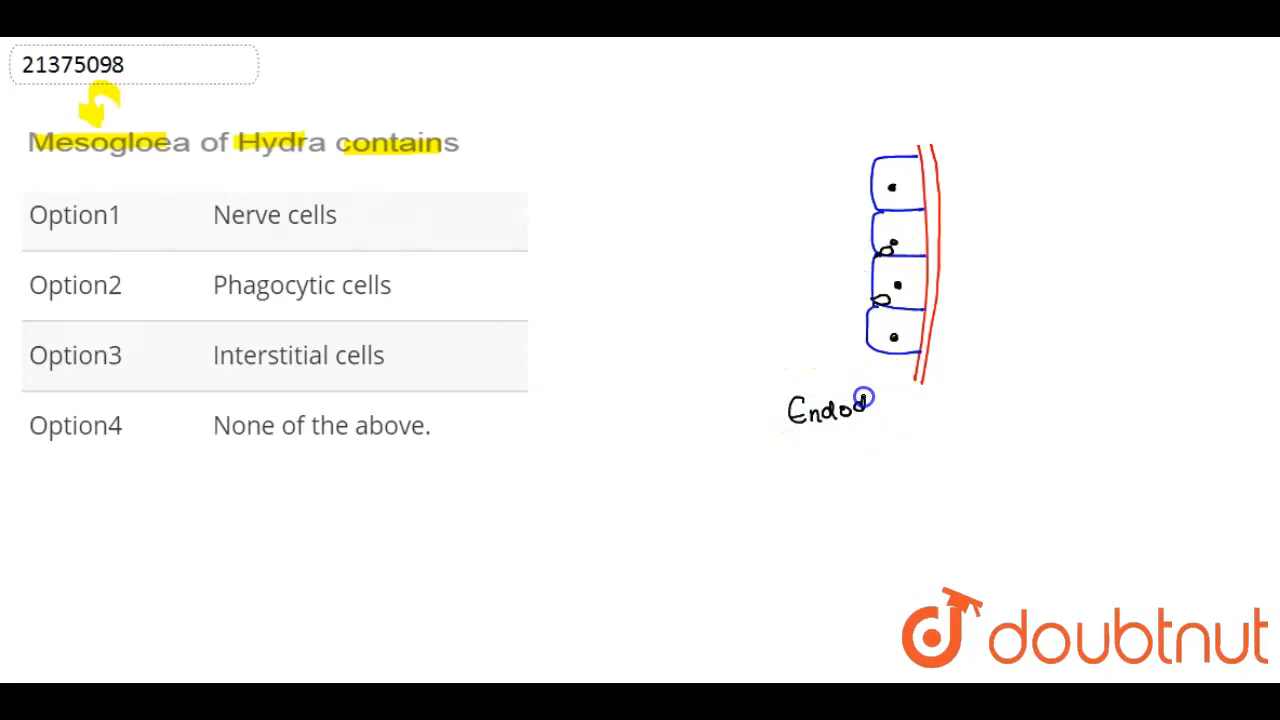 21375098
Mesogloea of Hydra contains
Option1 Nerve cells
Option2 Phagocytic cells
Option3 Interstitial cells
Option4 None of the above.
Endod
doubtnut